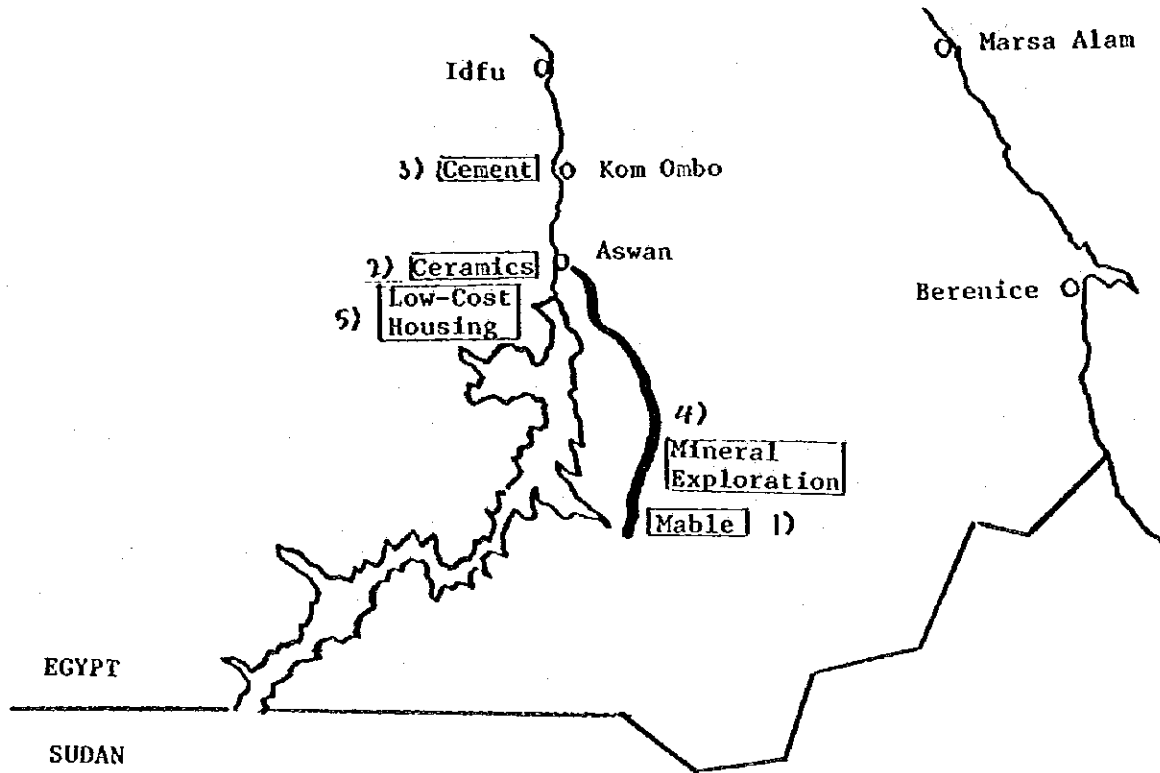 Marsa Alam
Idfu
3) Cement
Kom Ombo
Aswan
2) Ceramics
Berenice
5) Low-Cost
Housing
4)
Mineral
Exploration
Mable 1)
EGYPT
SUDAN